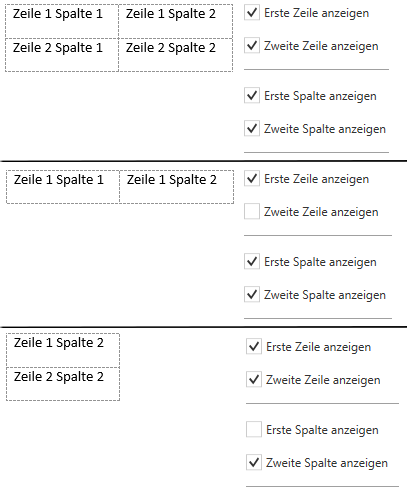 Zeile 1 Spalte 1 Zeile 1 Spalte 2
Zeile 2 Spalte 1 Zeile 2 Spalte 2
Erste Zeile anzeigen
Zweite Zeile anzeigen
Erste Spalte anzeigen
Zweite Spalte anzeigen
Zeile 1 Spalte 1 Zeile 1 Spalte 2
Erste Zeile anzeigen
Zweite Zeile anzeigen
Erste Spalte anzeigen
Zweite Spalte anzeigen
Zeile 1 Spalte 2
Zeile 2 Spalte 2
Erste Zeile anzeigen
Zweite Zeile anzeigen
Erste Spalte anzeigen
Zweite Spalte anzeigen